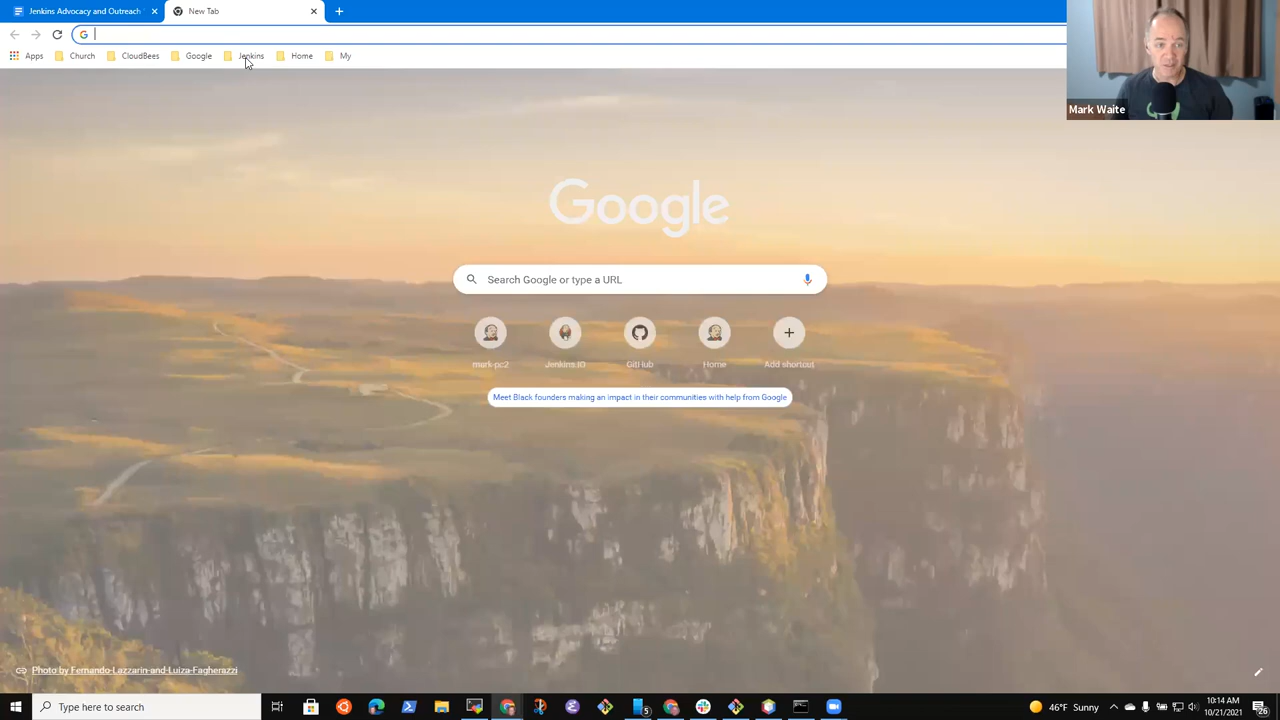 Jenkins Advocacy and Outreach
New Tab
Apps
Church
CloudBees
Google
Jenkins
Home
My
Mark Waite
Google
Search Google or type a URL
mark-pc2
Jenkins.IO
GitHub
Home
Add shortcut
Meet Black founders making an impact in their communities with help from Google
Photo by Fernando-Lazzarin-and-Luiza-Fagherazzi
Type here to search
5
46°F Sunny
10:14 AM
10/21/2021
26